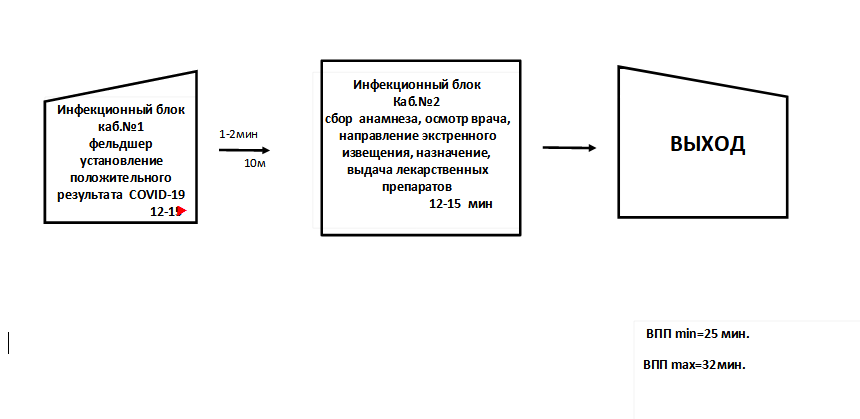 Инфекционный блок
каб.№1
фельдшер
установление
положительного
результата COVID-19
12-15
1-2мин
10м
Инфекционный блок
Каб.№2
сбор анамнеза, осмотр врача,
направление экстренного
извещения, назначение,
выдача лекарственных
препаратов
12-15 мин
ВЫХОД
ВПП min=25 мин.
ВПП max=32мин.